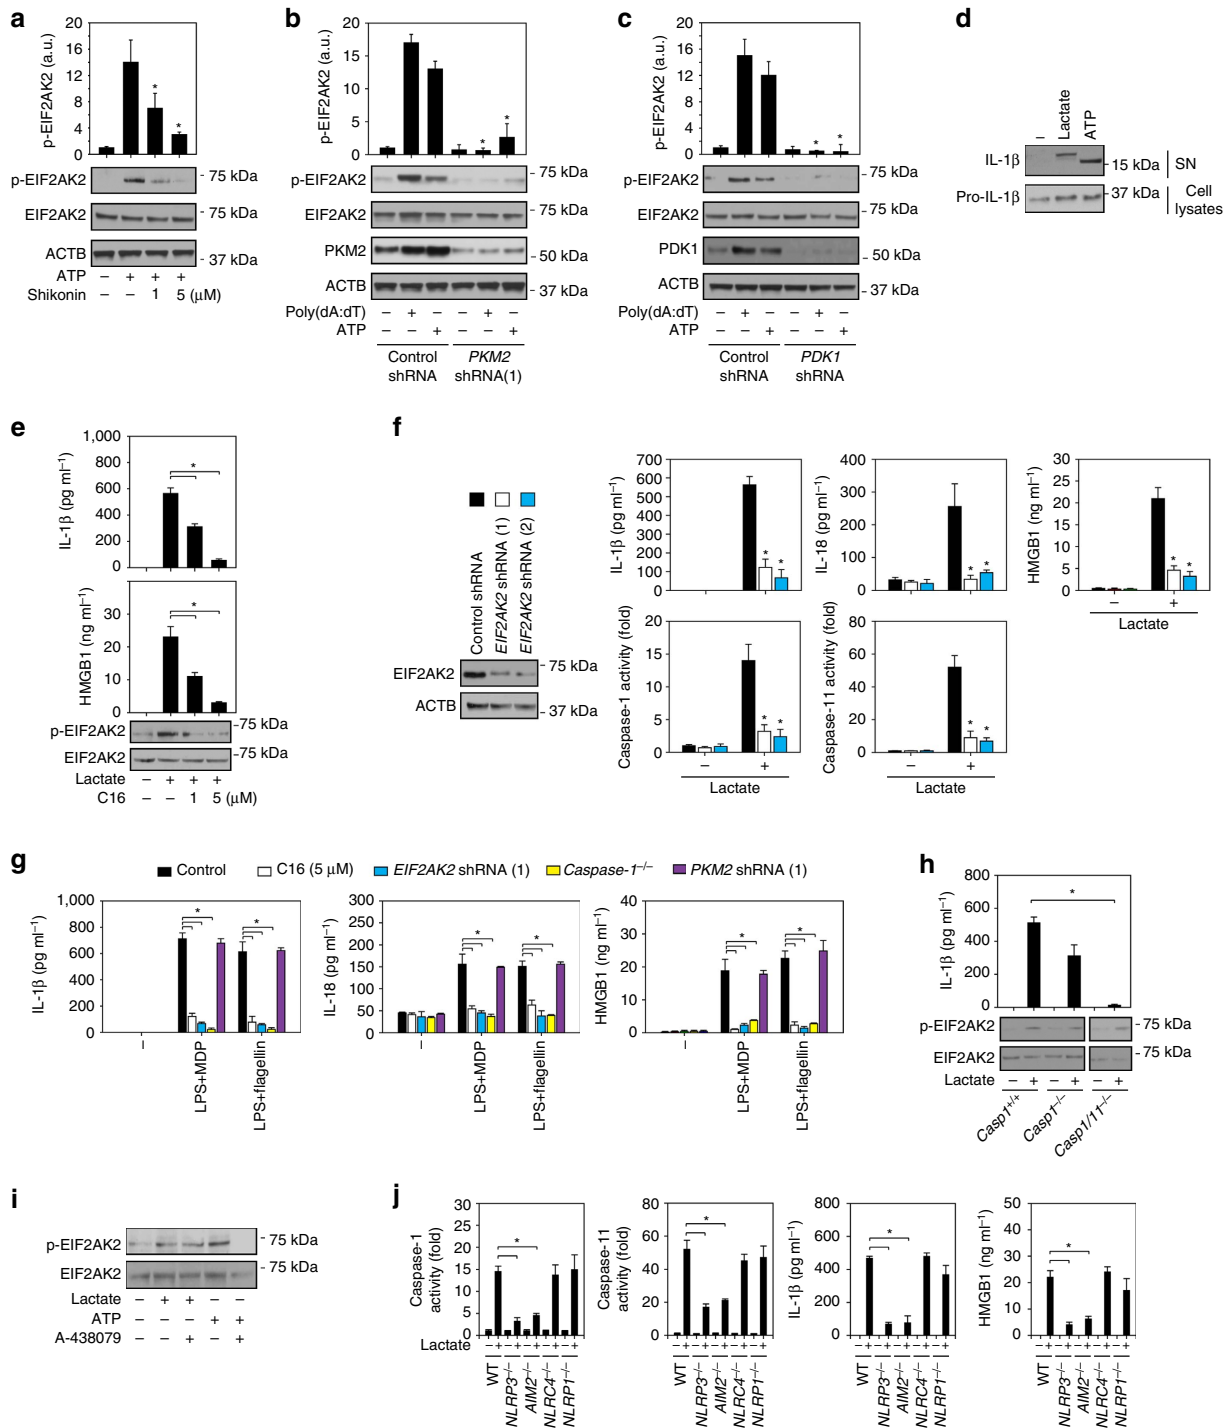 a
p-EIF2AK2 (a.u.)
20
16
12
8
4
0
p-EIF2AK2
- 75 kDa
EIF2AK2
- 75 kDa
ACTB
- 37 kDa
ATP – + + +
Shikonin – – 1 5 (μM)
b
p-EIF2AK2 (a.u.)
20
15
10
5
0
p-EIF2AK2
- 75 kDa
EIF2AK2
- 75 kDa
PKM2
- 50 kDa
ACTB
- 37 kDa
Poly(dA:dT) – + – – + –
ATP – – + – – +
Control shRNA
PKM2 shRNA(1)
c
p-EIF2AK2 (a.u.)
20
16
12
8
4
0
p-EIF2AK2
- 75 kDa
EIF2AK2
- 75 kDa
PDK1
- 50 kDa
ACTB
- 37 kDa
Poly(dA:dT) – + – – + –
ATP – – + – – +
Control shRNA
PDK1 shRNA
d
– Lactate ATP
IL-1β
- 15 kDa
SN
Pro-IL-1β
- 37 kDa
Cell lysates
e
IL-1β (pg ml⁻¹)
1,000
800
600
400
200
0
*
HMGB1 (ng ml⁻¹)
40
30
20
10
0
*
p-EIF2AK2
-75 kDa
EIF2AK2
-75 kDa
Lactate – + + +
C16 – – 1 5 (μM)
f
Control shRNA
EIF2AK2 shRNA (1)
EIF2AK2 shRNA (2)
EIF2AK2
- 75 kDa
ACTB
- 37 kDa
IL-1β (pg ml⁻¹)
700
600
500
400
300
200
100
0
* *
IL-18 (pg ml⁻¹)
400
300
200
100
0
* *
HMGB1 (ng ml⁻¹)
30
25
20
15
10
5
0
* *
– +
Lactate
Caspase-1 activity (fold)
20
15
10
5
0
* *
– +
Lactate
Caspase-11 activity (fold)
80
60
40
20
0
* *
– +
Lactate
g
Control C16 (5 μM) EIF2AK2 shRNA (1) Caspase-1⁻/⁻ PKM2 shRNA (1)
IL-1β (pg ml⁻¹)
1,000
800
600
400
200
0
* *
– LPS+MDP LPS+flagellin
IL-18 (pg ml⁻¹)
300
250
200
150
100
50
0
* *
– LPS+MDP LPS+flagellin
HMGB1 (ng ml⁻¹)
40
30
20
10
0
* *
– LPS+MDP LPS+flagellin
h
IL-1β (pg ml⁻¹)
800
600
400
200
0
*
p-EIF2AK2
- 75 kDa
EIF2AK2
- 75 kDa
Lactate – + – + – +
Casp1⁺/⁺ Casp1⁻/⁻ Casp1/11⁻/⁻
i
p-EIF2AK2
- 75 kDa
EIF2AK2
- 75 kDa
Lactate – + + – –
ATP – – – + +
A-438079 – – + – +
j
Caspase-1 activity (fold)
30
25
20
15
10
5
0
*
Lactate –+–+–+–+–+
WT NLRP3⁻/⁻ AIM2⁻/⁻ NLRC4⁻/⁻ NLRP1⁻/⁻
Caspase-11 activity (fold)
80
60
40
20
0
*
–+–+–+–+–+
WT NLRP3⁻/⁻ AIM2⁻/⁻ NLRC4⁻/⁻ NLRP1⁻/⁻
IL-1β (pg ml⁻¹)
800
600
400
200
0
*
–+–+–+–+–+
WT NLRP3⁻/⁻ AIM2⁻/⁻ NLRC4⁻/⁻ NLRP1⁻/⁻
HMGB1 (ng ml⁻¹)
50
40
30
20
10
0
*
–+–+–+–+–+
WT NLRP3⁻/⁻ AIM2⁻/⁻ NLRC4⁻/⁻ NLRP1⁻/⁻